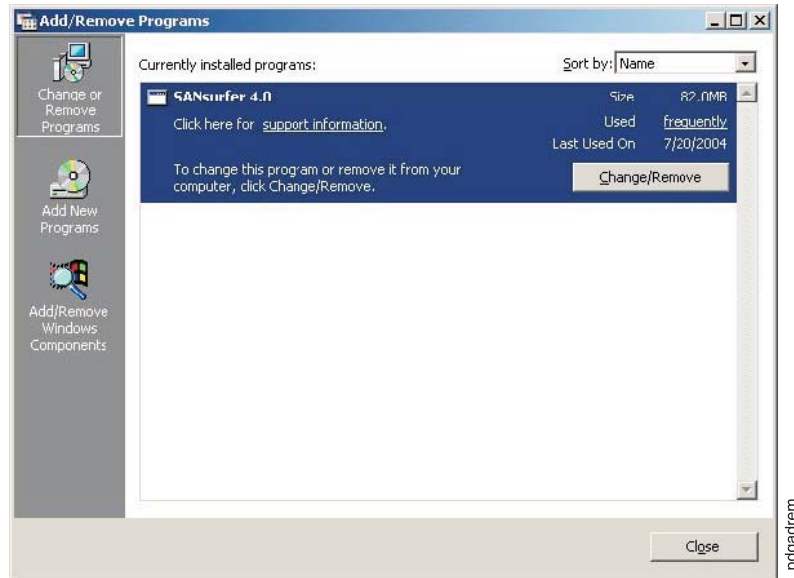 Add/Remove Programs
Change or
Remove
Programs
Add New
Programs
Add/Remove
Windows
Components
Currently installed programs:
Sort by: Name
SANsurfer 4.0
Size 82.0MB
Click here for support information.
Used frequently
Last Used On 7/20/2004
To change this program or remove it from your
computer, click Change/Remove.
Change/Remove
Close
pdgadrem